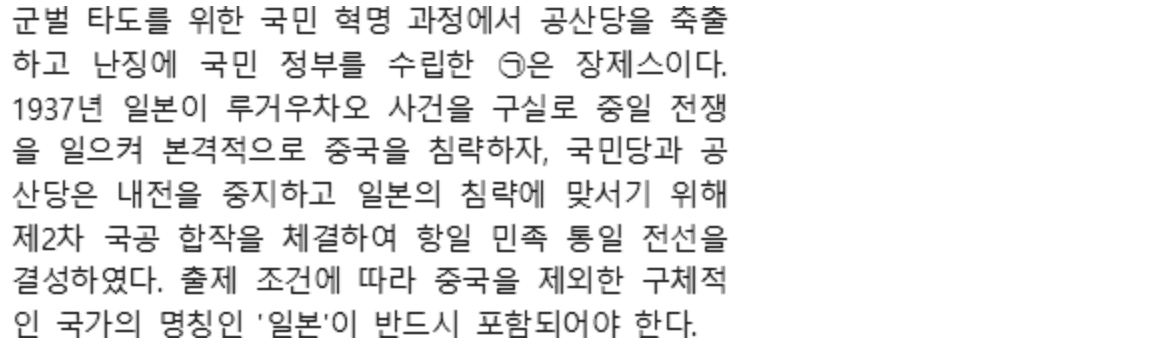 군벌 타도를 위한 국민 혁명 과정에서 공산당을 축출
하고 난징에 국민 정부를 수립한 ㉠은 장제스이다.
1937년 일본이 루거우차오 사건을 구실로 중일 전쟁
을 일으켜 본격적으로 중국을 침략하자, 국민당과 공
산당은 내전을 중지하고 일본의 침략에 맞서기 위해
제2차 국공 합작을 체결하여 항일 민족 통일 전선을
결성하였다. 출제 조건에 따라 중국을 제외한 구체적
인 국가의 명칭인 '일본'이 반드시 포함되어야 한다.